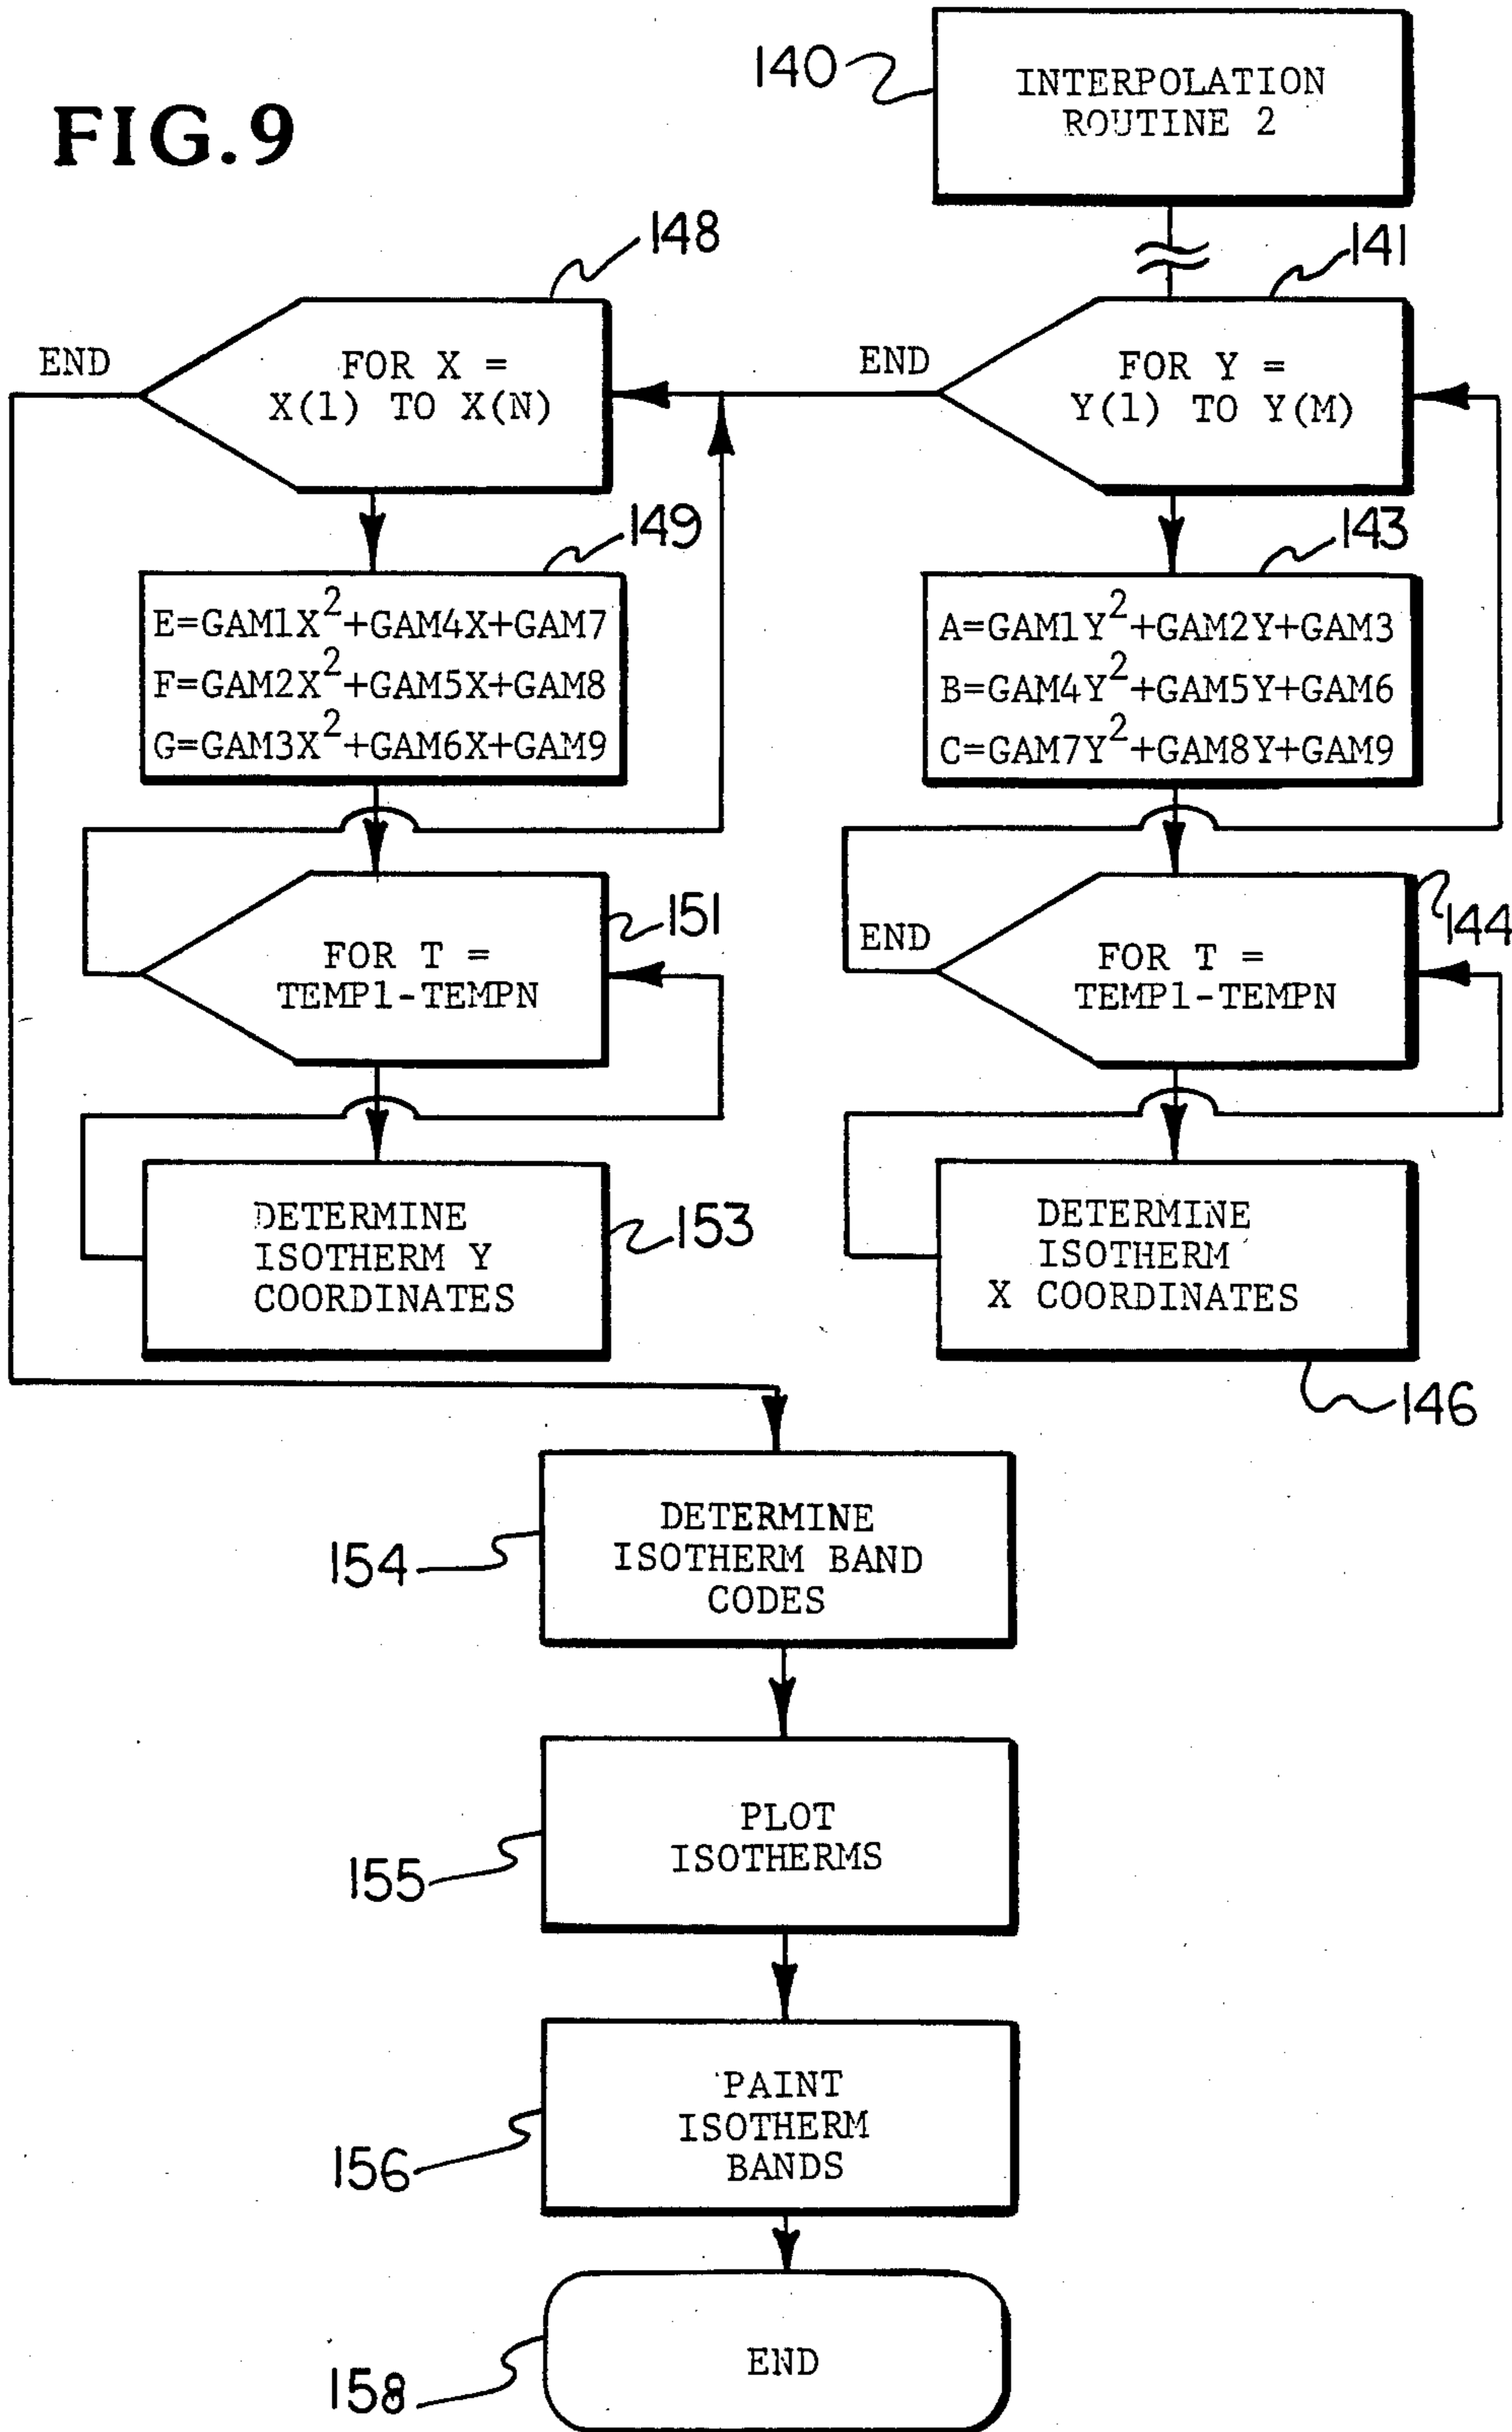 FIG.9
140
INTERPOLATION
ROUTINE 2
141
END
FOR Y =
Y(1) TO Y(M)
143
A=GAM1Y²+GAM2Y+GAM3
B=GAM4Y²+GAM5Y+GAM6
C=GAM7Y²+GAM8Y+GAM9
144
END
FOR T =
TEMP1-TEMPN
DETERMINE
ISOTHERM
X COORDINATES
146
148
END
FOR X =
X(1) TO X(N)
149
E=GAM1X²+GAM4X+GAM7
F=GAM2X²+GAM5X+GAM8
G=GAM3X²+GAM6X+GAM9
151
FOR T =
TEMP1-TEMPN
DETERMINE
ISOTHERM Y
COORDINATES
153
154
DETERMINE
ISOTHERM BAND
CODES
155
PLOT
ISOTHERMS
156
PAINT
ISOTHERM
BANDS
158
END